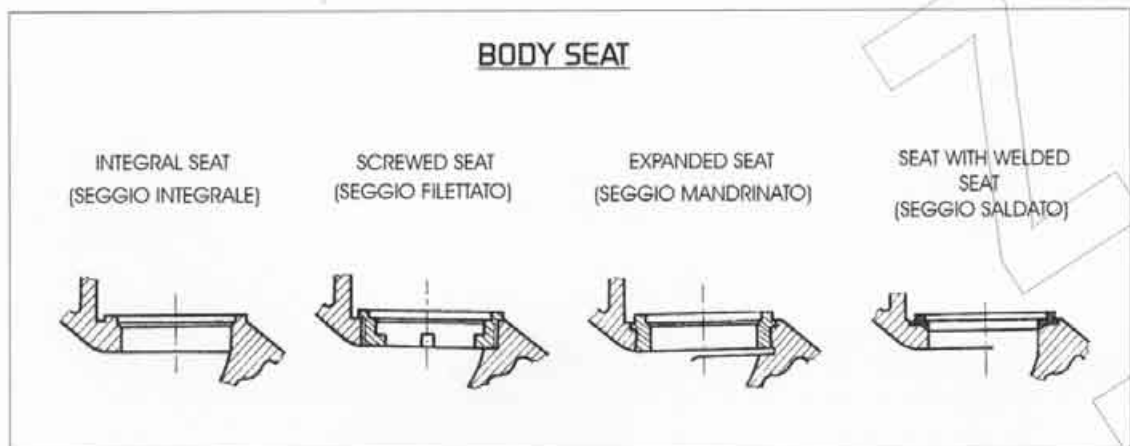 BODY SEAT
INTEGRAL SEAT
(SEGGIO INTEGRALE)
SCREWED SEAT
(SEGGIO FILETTATO)
EXPANDED SEAT
(SEGGIO MANDRINATO)
SEAT WITH WELDED
SEAT
(SEGGIO SALDATO)